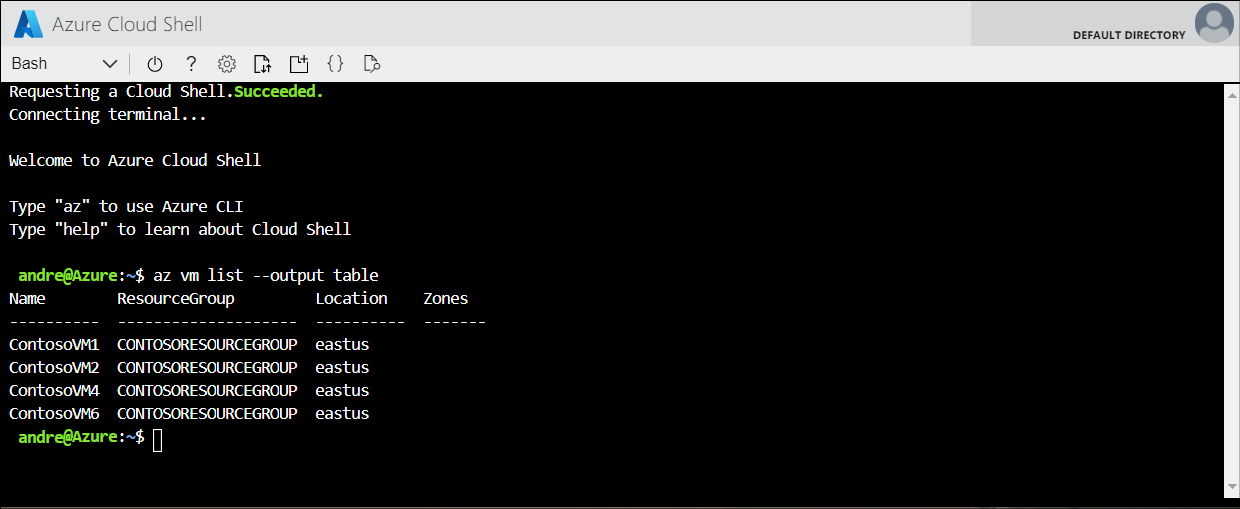 Azure Cloud Shell
DEFAULT DIRECTORY
Bash
?
{}
Requesting a Cloud Shell.Succeeded.
Connecting terminal...
Welcome to Azure Cloud Shell
Type "az" to use Azure CLI
Type "help" to learn about Cloud Shell
andre@Azure:~$ az vm list --output table
Name        ResourceGroup         Location    Zones
----------  --------------------  ----------  -------
ContosoVM1  CONTOSORESOURCEGROUP  eastus
ContosoVM2  CONTOSORESOURCEGROUP  eastus
ContosoVM4  CONTOSORESOURCEGROUP  eastus
ContosoVM6  CONTOSORESOURCEGROUP  eastus
andre@Azure:~$